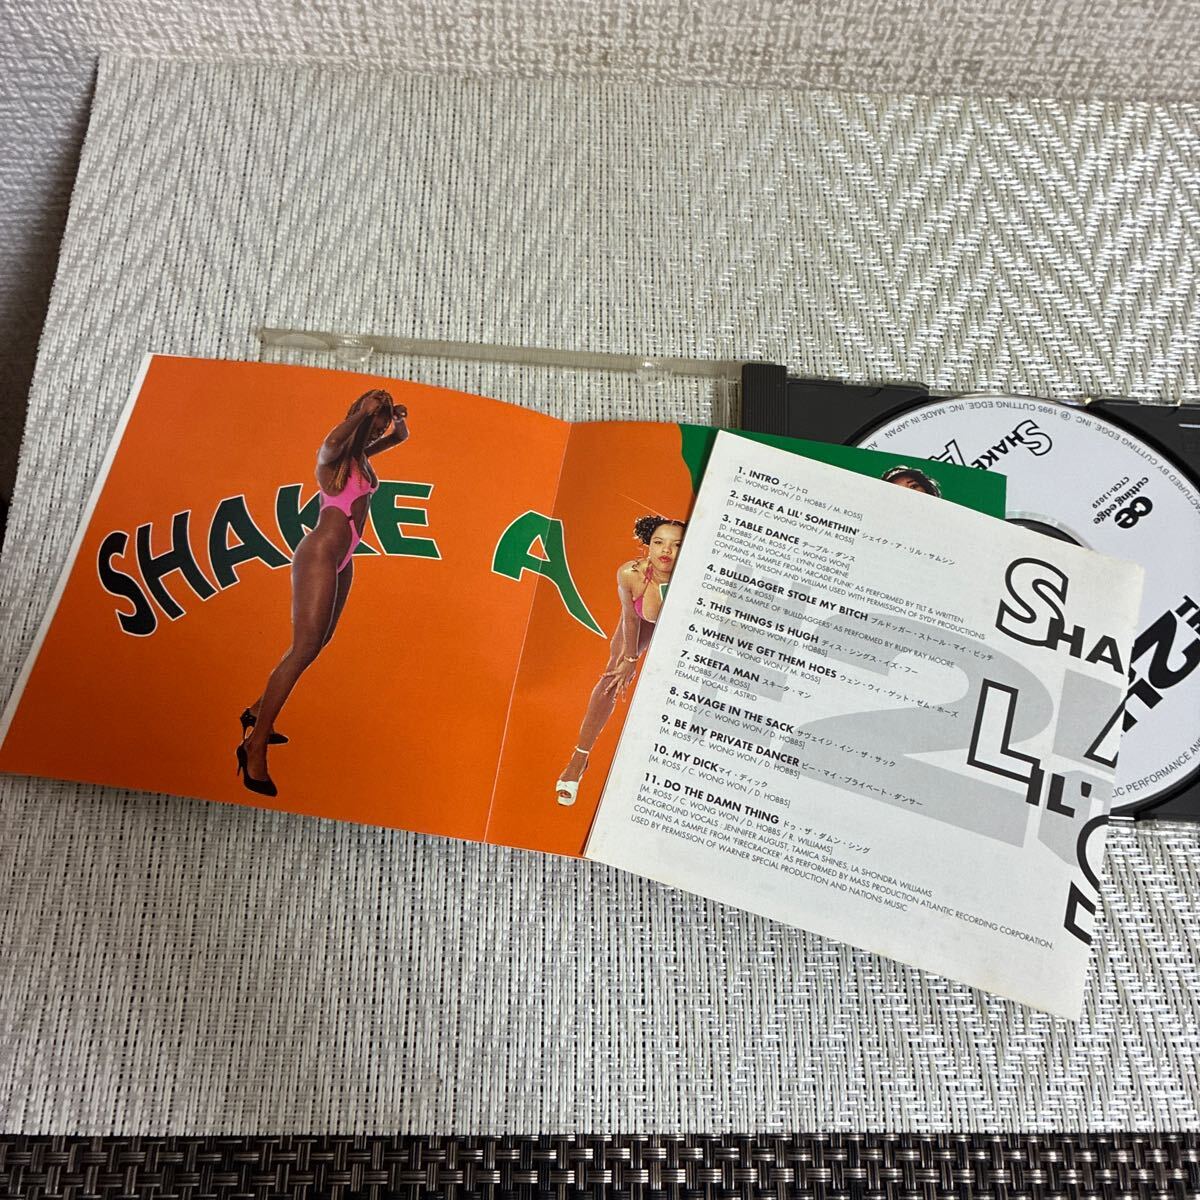 SHAKE A
1. INTRO イントロ
[C. WONG WON / D. HOBBS / M. ROSS]
2. SHAKE A LIL' SOMETHIN' シェイク・ア・リル・サムシン
[D HOBBS / C. WONG WON / M. ROSS]
3. TABLE DANCE テーブル・ダンス
[D. HOBBS / M. ROSS / C. WONG WON]
BACKGROUND VOCALS : LYNN OSBORNE
CONTAINS A SAMPLE FROM 'ARCADE FUNK' AS PERFORMED BY TILT & WRITTEN
BY MICHAEL, WILSON AND WILLIAM USED WITH PERMISSION OF SYDY PRODUCTIONS
4. BULLDAGGER STOLE MY BITCH ブルドッガー・ストール・マイ・ビッチ
[D. HOBBS / M. ROSS]
CONTAINS A SAMPLE OF 'BULLDAGGERS' AS PERFORMED BY RUDY RAY MOORE
5. THIS THINGS IS HUGH ディス・シングス・イズ・フー
[M. ROSS / C. WONG WON / D. HOBBS]
6. WHEN WE GET THEM HOES ウェン・ウィ・ゲット・ゼム・ホーズ
[D. HOBBS / C. WONG WON / M. ROSS]
7. SKEETA MAN スキータ・マン
[D. HOBBS / M. ROSS]
FEMALE VOCALS : ASTRID
8. SAVAGE IN THE SACK サヴェイジ・イン・ザ・サック
[M. ROSS / C. WONG WON / D. HOBBS]
9. BE MY PRIVATE DANCER ビー・マイ・プライベート・ダンサー
[M. ROSS / C. WONG WON / D. HOBBS]
10. MY DICK マイ・ディック
[M. ROSS / C. WONG WON / D. HOBBS]
11. DO THE DAMN THING ドゥ・ザ・ダムン・シング
[M. ROSS / C. WONG WON / D. HOBBS / R. WILLIAMS]
BACKGROUND VOCALS : JENNIFER AUGUST, TAMICA SHINES, LA SHONDRA WILLIAMS
CONTAINS A SAMPLE FROM 'FIRECRACKER' AS PERFORMED BY MASS PRODUCTION ATLANTIC RECORDING CORPORATION.
USED BY PERMISSION OF WARNER SPECIAL PRODUCTION AND NATIONS MUSIC
SHA
LIL'
SHAKE A
cutting edge
CTCR-13019
BY CUTTING EDGE, INC. MADE IN JAPAN
℗ 1995 CUTTING EDGE, INC.
2
PERFORMANCE